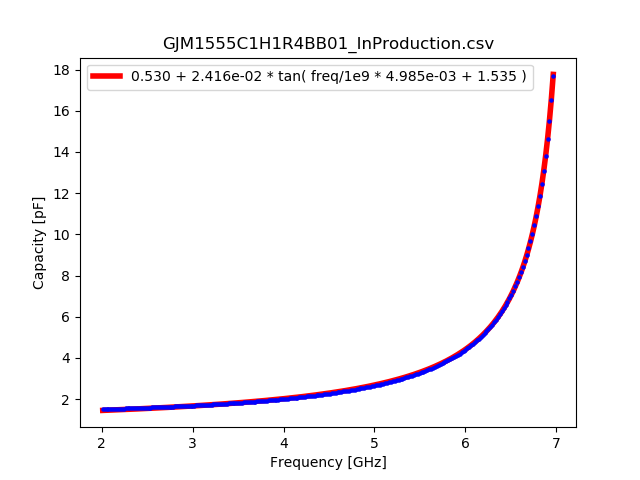 GJM1555C1H1R4BB01_InProduction.csv
0.530 + 2.416e-02 * tan( freq/1e9 * 4.985e-03 + 1.535 )
18
16
14
12
10
8
6
4
2
Capacity [pF]
2 3 4 5 6 7
Frequency [GHz]